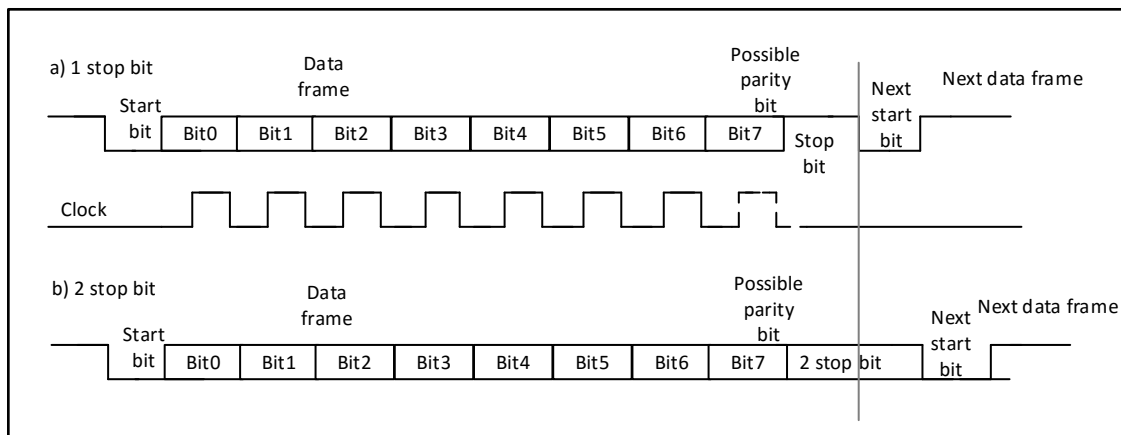 a) 1 stop bit
Data
frame
Possible
parity
bit
Next data frame
Start
bit
Bit0
Bit1
Bit2
Bit3
Bit4
Bit5
Bit6
Bit7
Stop
bit
Next
start
bit
Clock
b) 2 stop bit
Data
frame
Possible
parity
bit
Next data frame
Start
bit
Bit0
Bit1
Bit2
Bit3
Bit4
Bit5
Bit6
Bit7
2 stop bit
Next
start
bit